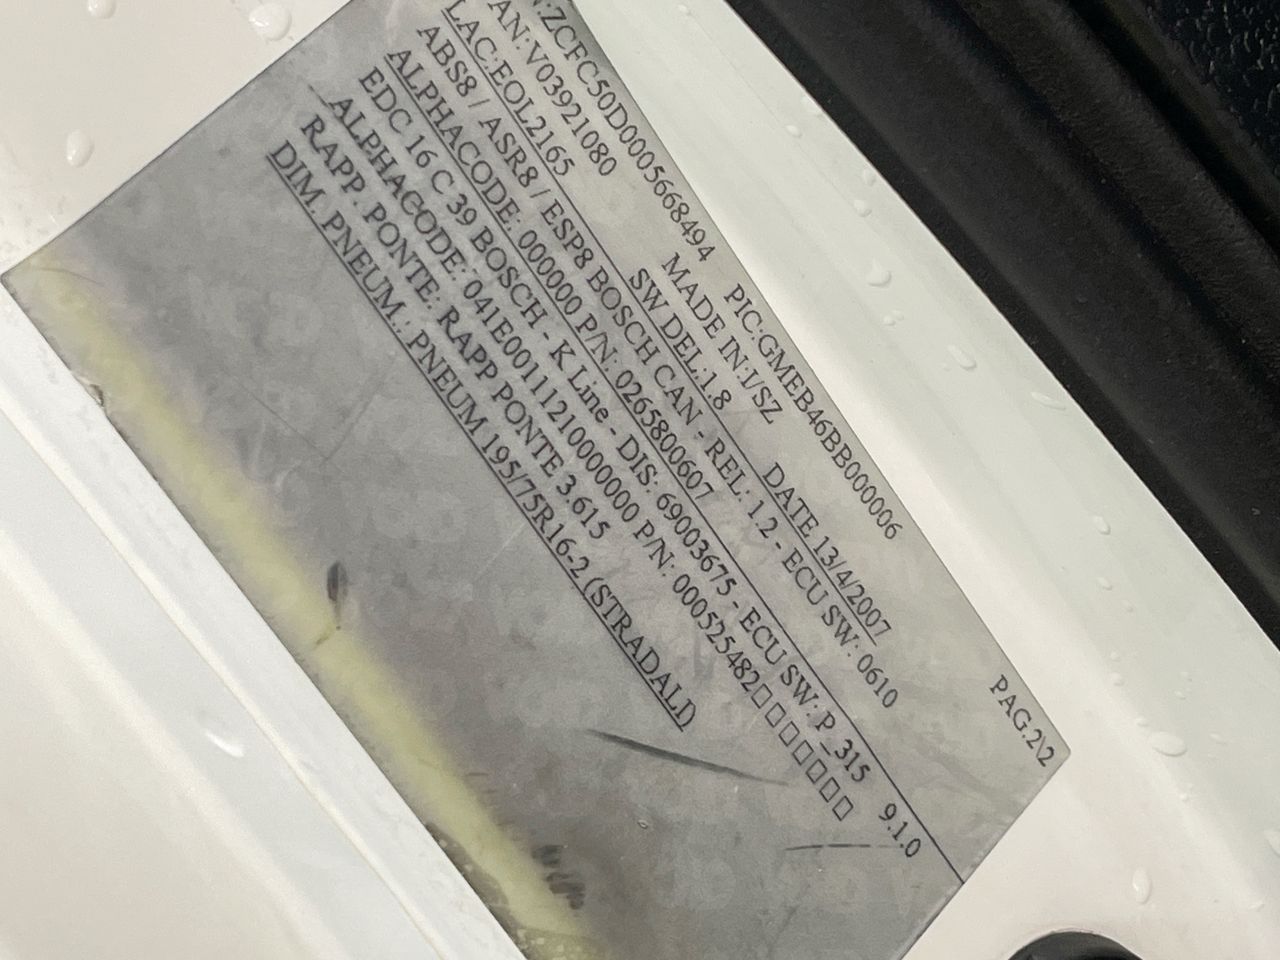 :ZCFC50D0005668494 PIC:GMEB46BB000006 PAG.2\2
AN:V03921080 MADE IN:I/SZ DATE 13/4/2007
LAC:EOL2165 SW DEL:1.8
ABS8 / ASR8 / ESP8 BOSCH CAN - REL: 1.2 - ECU SW: 0610
ALPHACODE: 000000 P/N: 0265800607
EDC 16 C 39 BOSCH - K Line - DIS: 69003675 - ECU SW: P_315 9.1.0
ALPHACODE: 041E00111210000000 P/N: 000525482▯▯▯▯▯▯▯
RAPP. PONTE: RAPP PONTE 3.615
DIM. PNEUM.: PNEUM 195/75R16-2 (STRADALI)